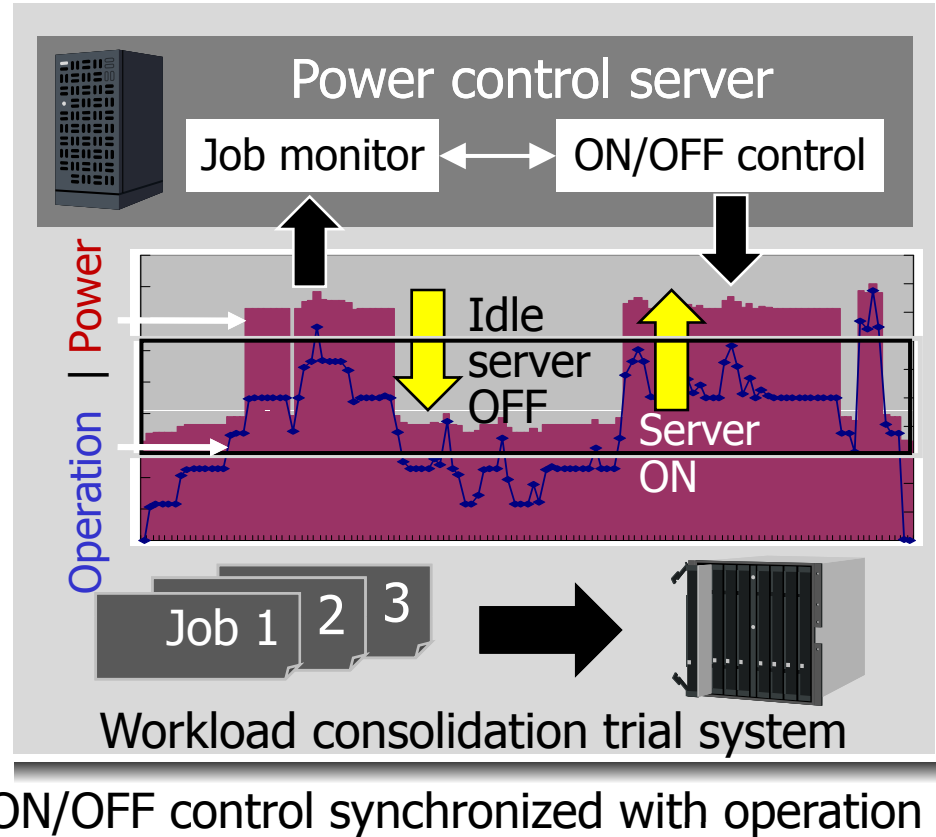 Power control server
Job monitor
ON/OFF control
Operation | Power
Idle
server
OFF
Server
ON
Job 1
2
3
Workload consolidation trial system
ON/OFF control synchronized with operation